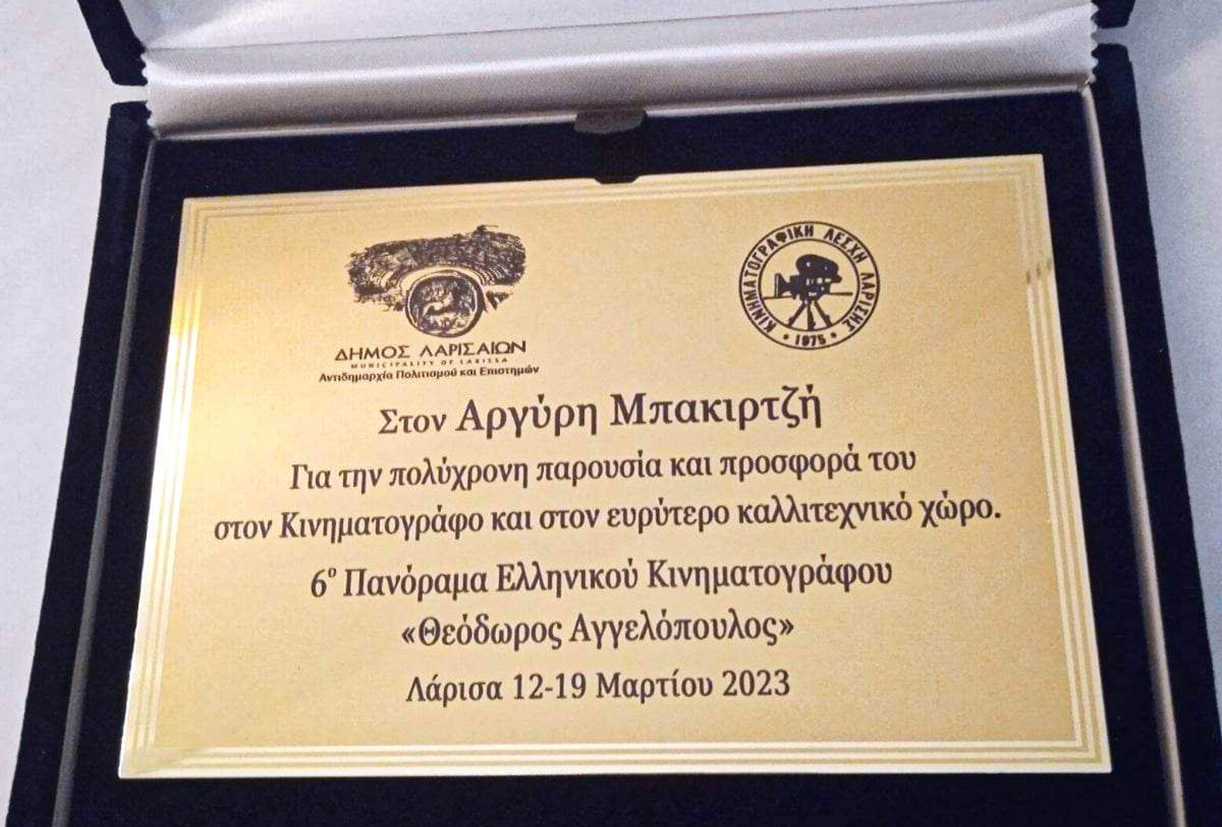 ΔΗΜΟΣ ΛΑΡΙΣΑΙΩΝ
MUNICIPALITY OF LARISSA
Αντιδημαρχία Πολιτισμού και Επιστημών
ΚΙΝΗΜΑΤΟΓΡΑΦΙΚΗ ΛΕΣΧΗ ΛΑΡΙΣΗΣ
• 1975 •
Στον Αργύρη Μπακιρτζή
Για την πολύχρονη παρουσία και προσφορά του
στον Κινηματογράφο και στον ευρύτερο καλλιτεχνικό χώρο.
6º Πανόραμα Ελληνικού Κινηματογράφου
«Θεόδωρος Αγγελόπουλος»
Λάρισα 12-19 Μαρτίου 2023